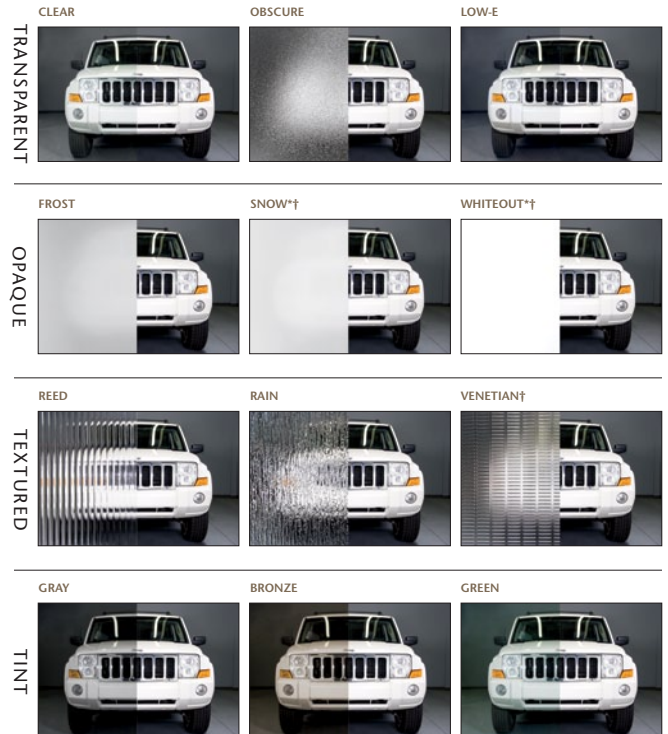 TRANSPARENT
CLEAR
OBSCURE
LOW-E
OPAQUE
FROST
SNOW*†
WHITEOUT*†
TEXTURED
REED
RAIN
VENETIAN†
TINT
GRAY
BRONZE
GREEN